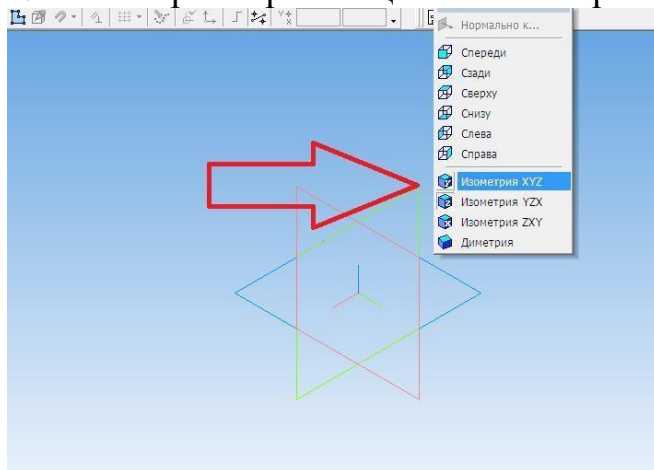 Нормально к...
Спереди
Сзади
Сверху
Снизу
Слева
Справа
Изометрия XYZ
Изометрия YZX
Изометрия ZXY
Диметрия